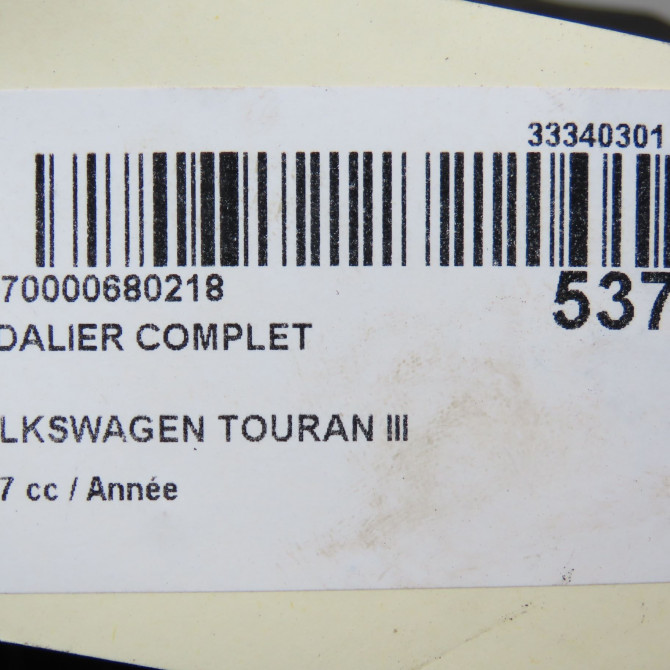 33340301
70000680218
537
DALIER COMPLET
LKSWAGEN TOURAN III
7 cc / Année